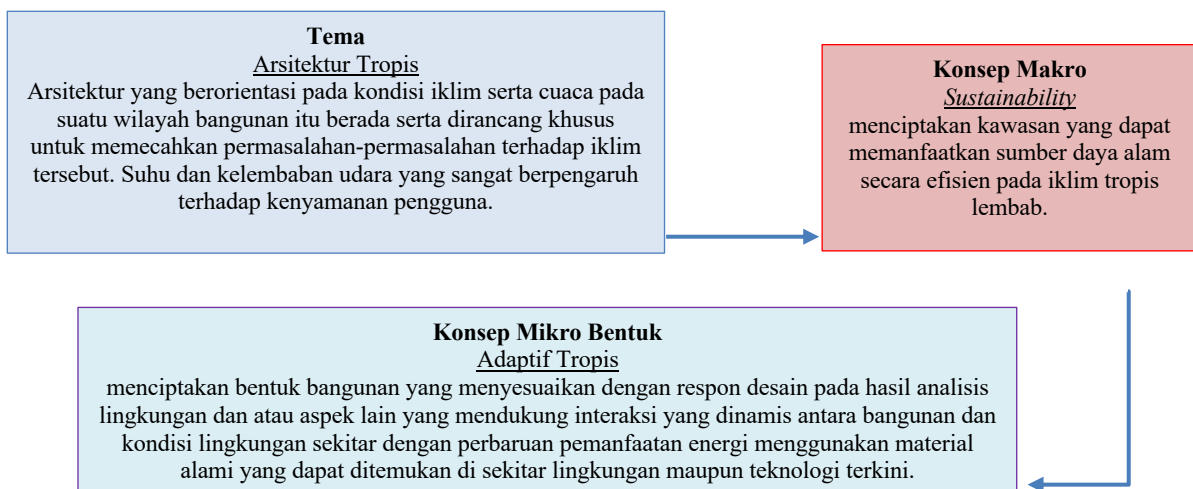 Tema
Arsitektur Tropis
Arsitektur yang berorientasi pada kondisi iklim serta cuaca pada
suatu wilayah bangunan itu berada serta dirancang khusus
untuk memecahkan permasalahan-permasalahan terhadap iklim
tersebut. Suhu dan kelembaban udara yang sangat berpengaruh
terhadap kenyamanan pengguna.
Konsep Makro
Sustainability
menciptakan kawasan yang dapat
memanfaatkan sumber daya alam
secara efisien pada iklim tropis
lembab.
Konsep Mikro Bentuk
Adaptif Tropis
menciptakan bentuk bangunan yang menyesuaikan dengan respon desain pada hasil analisis
lingkungan dan atau aspek lain yang mendukung interaksi yang dinamis antara bangunan dan
kondisi lingkungan sekitar dengan perbaruan pemanfaatan energi menggunakan material
alami yang dapat ditemukan di sekitar lingkungan maupun teknologi terkini.